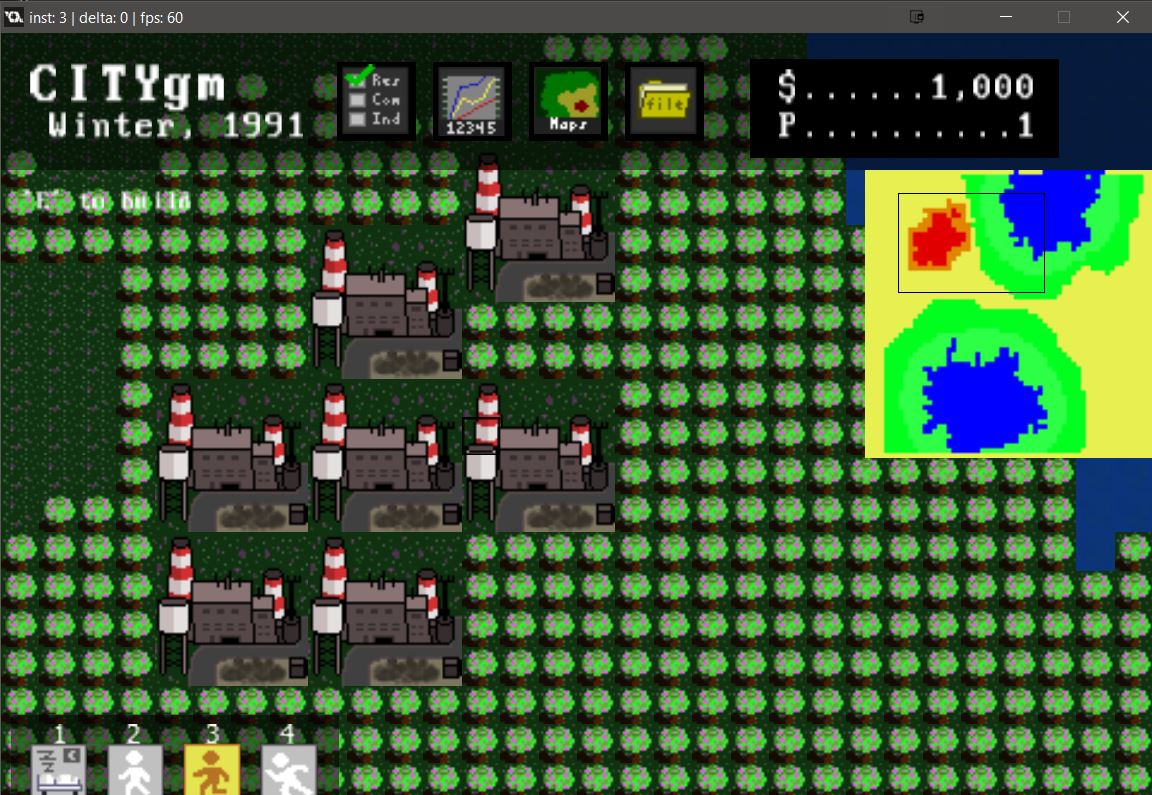 inst: 3 | delta: 0 | fps: 60
CITYgm
Winter, 1991
Res
Com
Ind
12345
Maps
file
$......1,000
P..........1
"E" to build
1 2 3 4